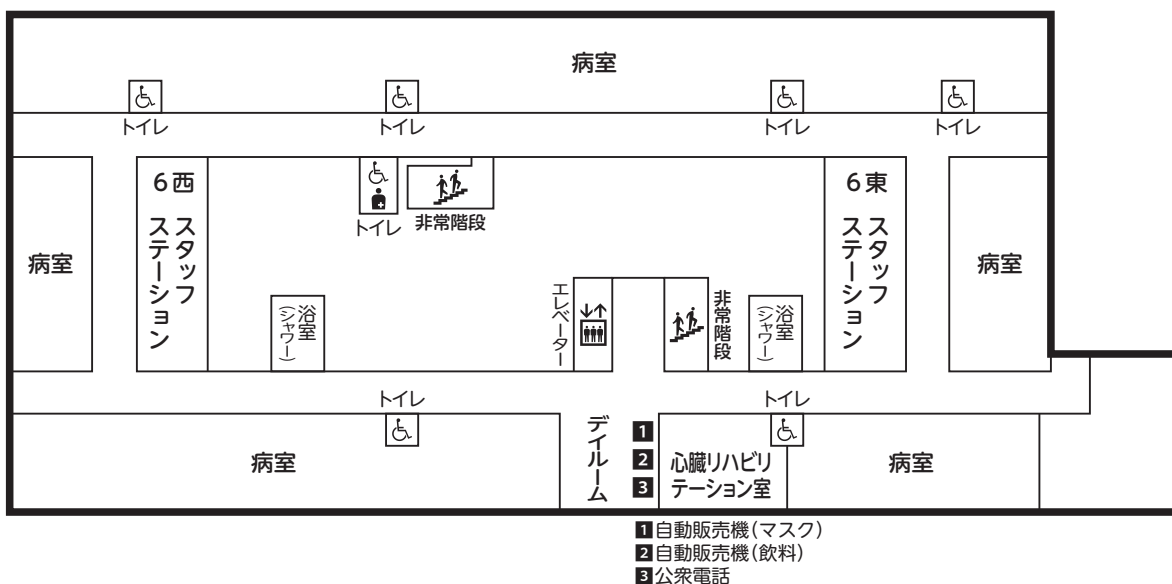 病室
トイレ
トイレ
トイレ
トイレ
6西
スタッフ
ステーション
トイレ
非常階段
6東
スタッフ
ステーション
病室
病室
エレベーター
非常階段
浴室
(シャワー)
浴室
(シャワー)
トイレ
トイレ
病室
デイルーム
1
2
3
心臓リハビリ
テーション室
病室
1自動販売機(マスク)
2自動販売機(飲料)
3公衆電話